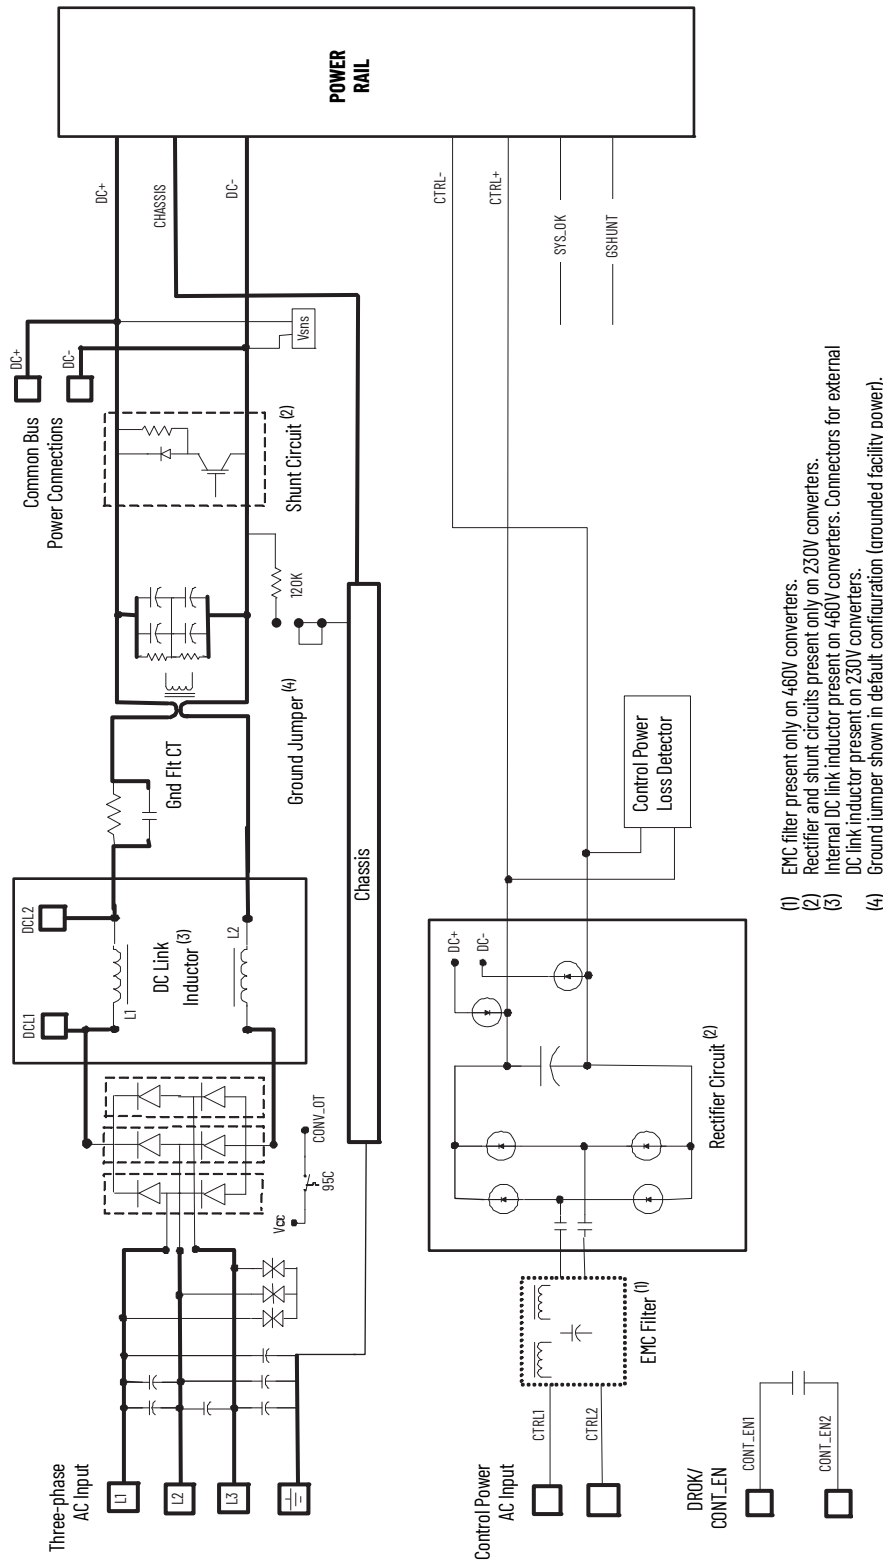 Three-phase
AC Input
L1
L2
L3
Vcc
95C
CONV_OT
DCL1
DCL2
L1
L2
DC Link
Inductor (3)
Gnd Flt CT
Ground Jumper (4)
120K
Chassis
Shunt Circuit (2)
Common Bus
Power Connections
DC+
DC-
Vsns
DC+
CHASSIS
DC-
POWER
RAIL
CTRL-
CTRL+
SYS_OK
GSHUNT
Control Power
AC Input
CTRL1
CTRL2
EMC Filter (1)
Rectifier Circuit (2)
DC+
DC-
Control Power
Loss Detector
DROK/
CONT_EN
CONT_EN1
CONT_EN2
(1) EMC filter present only on 460V converters.
(2) Rectifier and shunt circuits present only on 230V converters.
(3) Internal DC link inductor present on 460V converters. Connectors for external
DC link inductor present on 230V converters.
(4) Ground jumper shown in default configuration (grounded facility power).